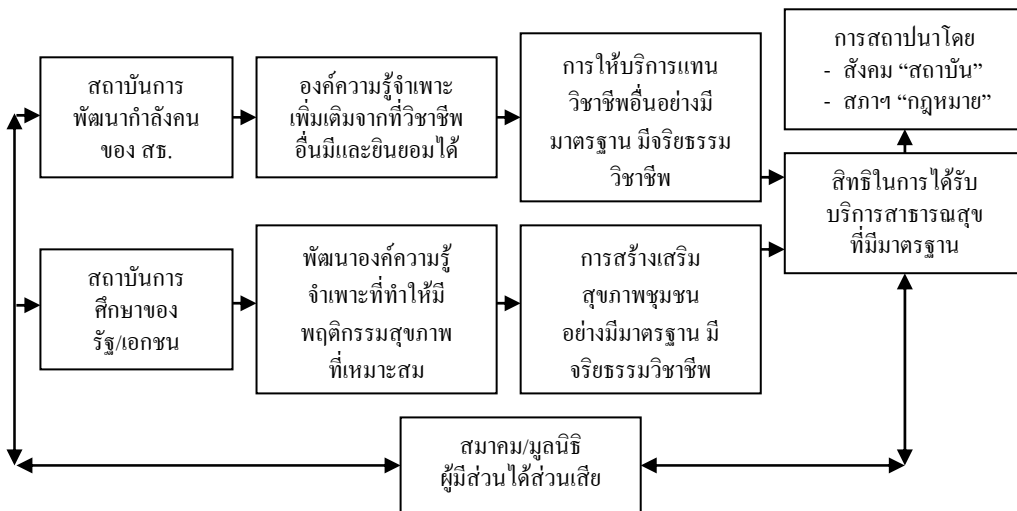 สถาบันการ
พัฒนากำลังคน
ของ สธ.
องค์ความรู้จำเพาะ
เพิ่มเติมจากที่วิชาชีพ
อื่นมีและยินยอมได้
การให้บริการแทน
วิชาชีพอื่นอย่างมี
มาตรฐาน มีจริยธรรม
วิชาชีพ
การสถาปนาโดย
- สังคม “สถาบัน”
- สภาฯ “กฎหมาย”
สิทธิในการได้รับ
บริการสาธารณสุข
ที่มีมาตรฐาน
สถาบันการ
ศึกษาของ
รัฐ/เอกชน
พัฒนาองค์ความรู้
จำเพาะที่ทำให้มี
พฤติกรรมสุขภาพ
ที่เหมาะสม
การสร้างเสริม
สุขภาพชุมชน
อย่างมีมาตรฐาน มี
จริยธรรมวิชาชีพ
สมาคม/มูลนิธิ
ผู้มีส่วนได้ส่วนเสีย